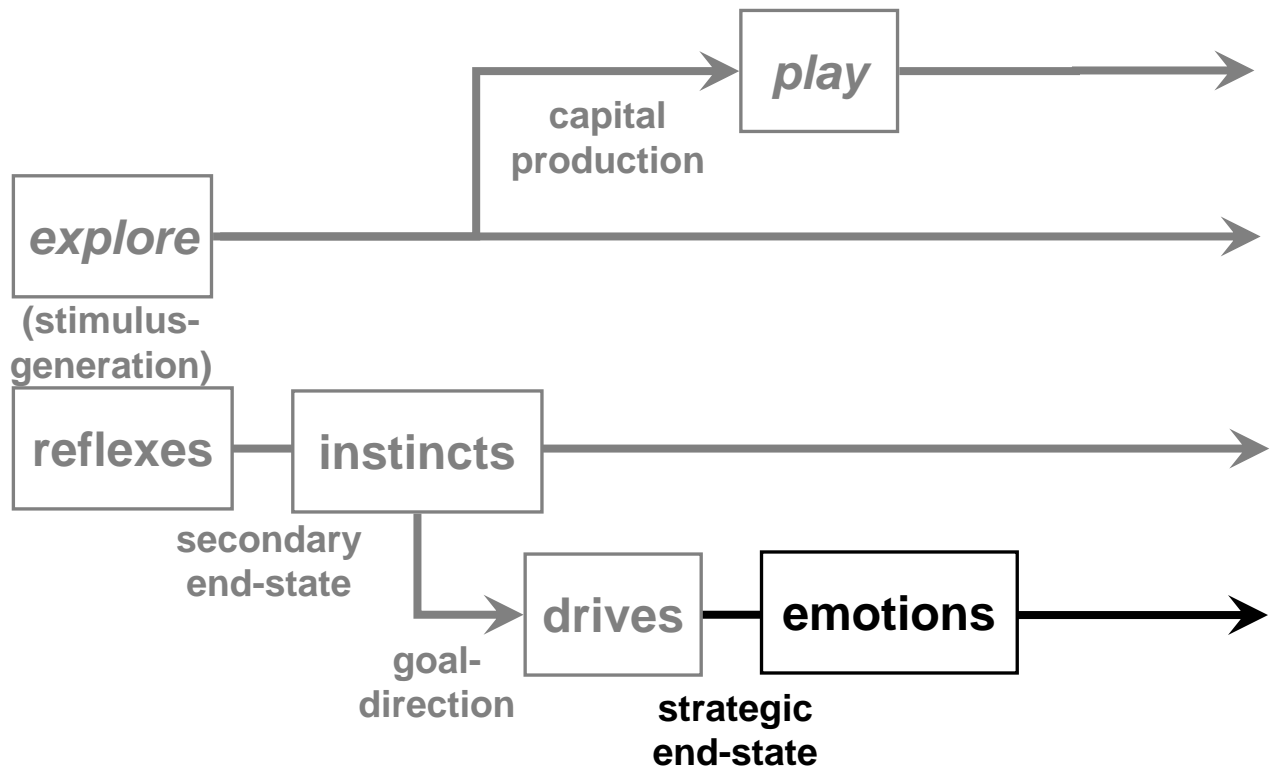 play
capital
production
explore
(stimulus-
generation)
reflexes
instincts
secondary
end-state
drives
emotions
goal-
direction
strategic
end-state